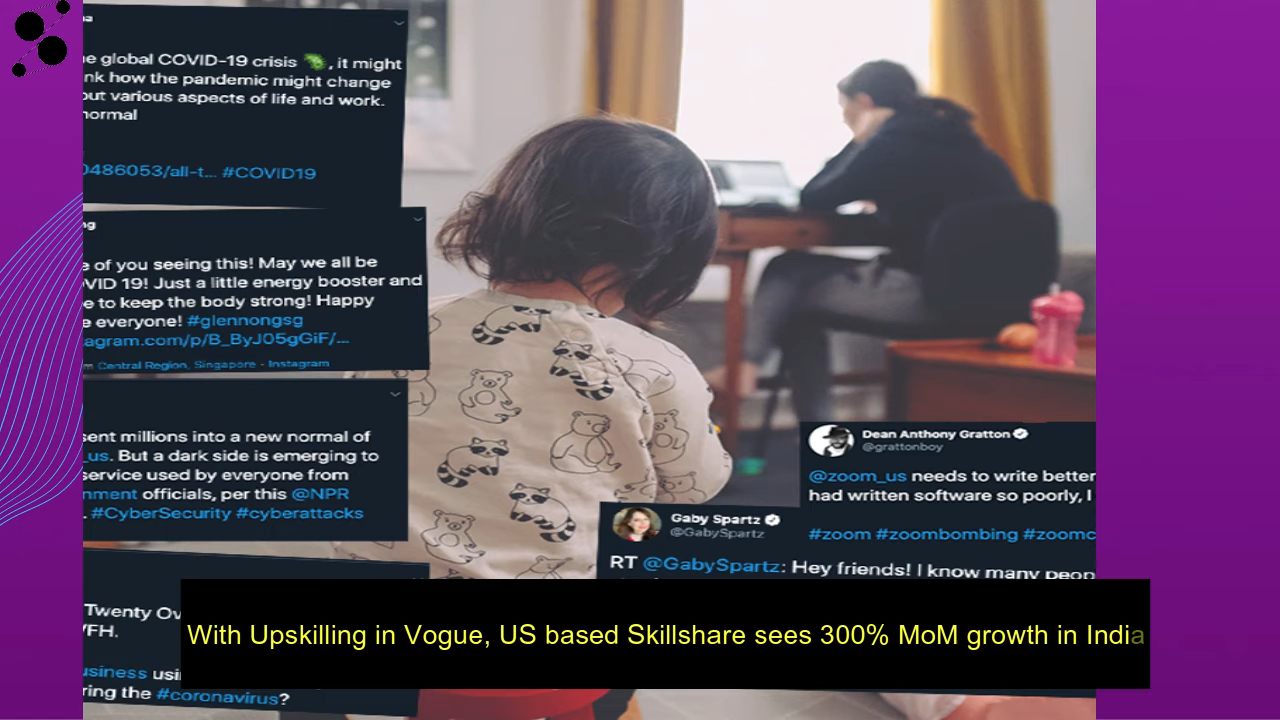 e global COVID-19 crisis 🦠, it might
nk how the pandemic might change
out various aspects of life and work.
normal
0486053/all-t... #COVID19
ng
e of you seeing this! May we all be
VID 19! Just a little energy booster and
e to keep the body strong! Happy
e everyone! #glennongsg
tagram.com/p/B_ByJ05gGiF/...
m Central Region, Singapore - Instagram
sent millions into a new normal of
_us. But a dark side is emerging to
service used by everyone from
nment officials, per this @NPR
. #CyberSecurity #cyberattacks
Dean Anthony Gratton
@grattonboy
@zoom_us needs to write better
had written software so poorly, I
#zoom #zoombombing #zoomc
Gaby Spartz
@GabySpartz
RT @GabySpartz: Hey friends! I know many peop
Twenty Ov
/FH.
usiness usi
ring the #coronavirus?
With Upskilling in Vogue, US based Skillshare sees 300% MoM growth in India